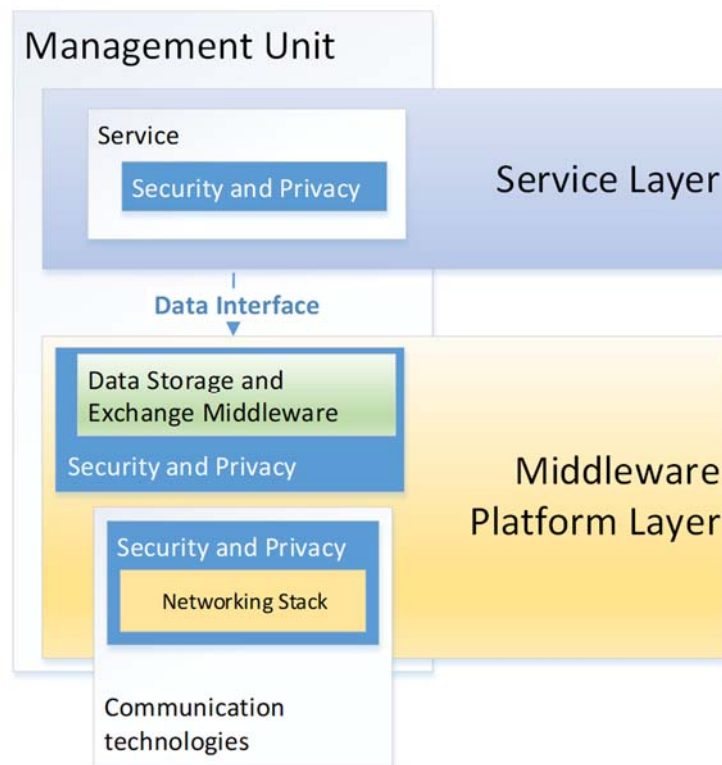 Management Unit
Service
Security and Privacy
Service Layer
Data Interface
Data Storage and
Exchange Middleware
Security and Privacy
Middleware
Platform Layer
Security and Privacy
Networking Stack
Communication
technologies